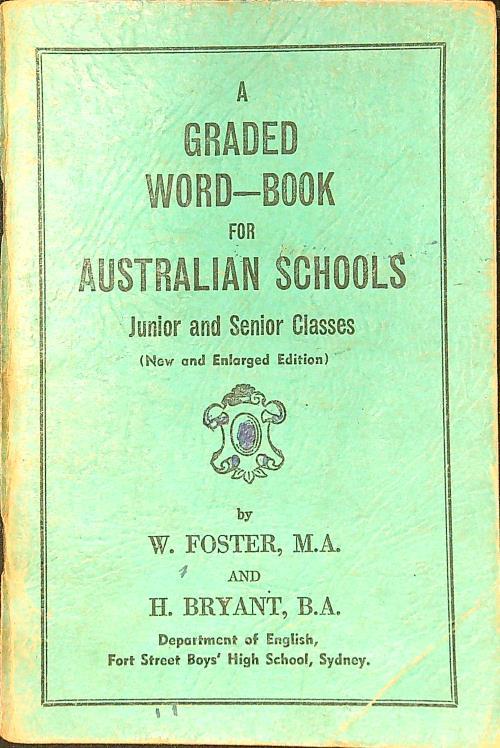 A
GRADED
WORD—BOOK
FOR
AUSTRALIAN SCHOOLS
Junior and Senior Classes
(New and Enlarged Edition)
by
W. FOSTER, M.A.
AND
H. BRYANT, B.A.
Department of English,
Fort Street Boys' High School, Sydney.